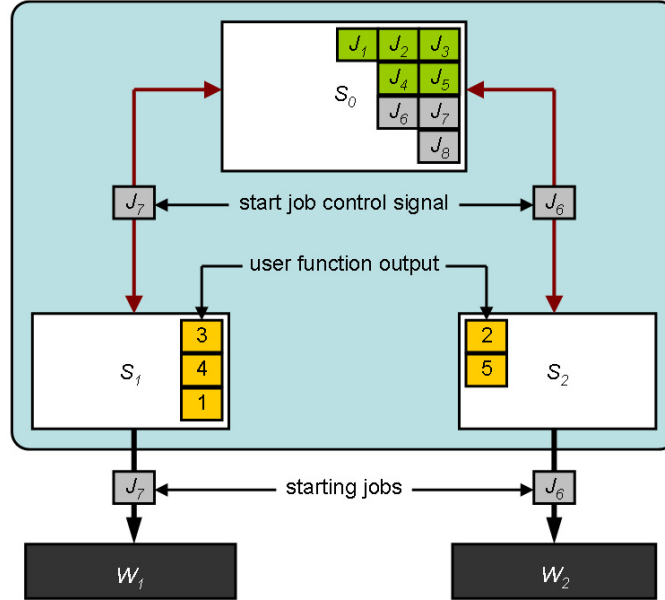 J1 J2 J3
S0
J4 J5
J6 J7
J8
J7 start job control signal J6
user function output
3 2
S1 4 5 S2
1
J7 starting jobs J6
W1 W2